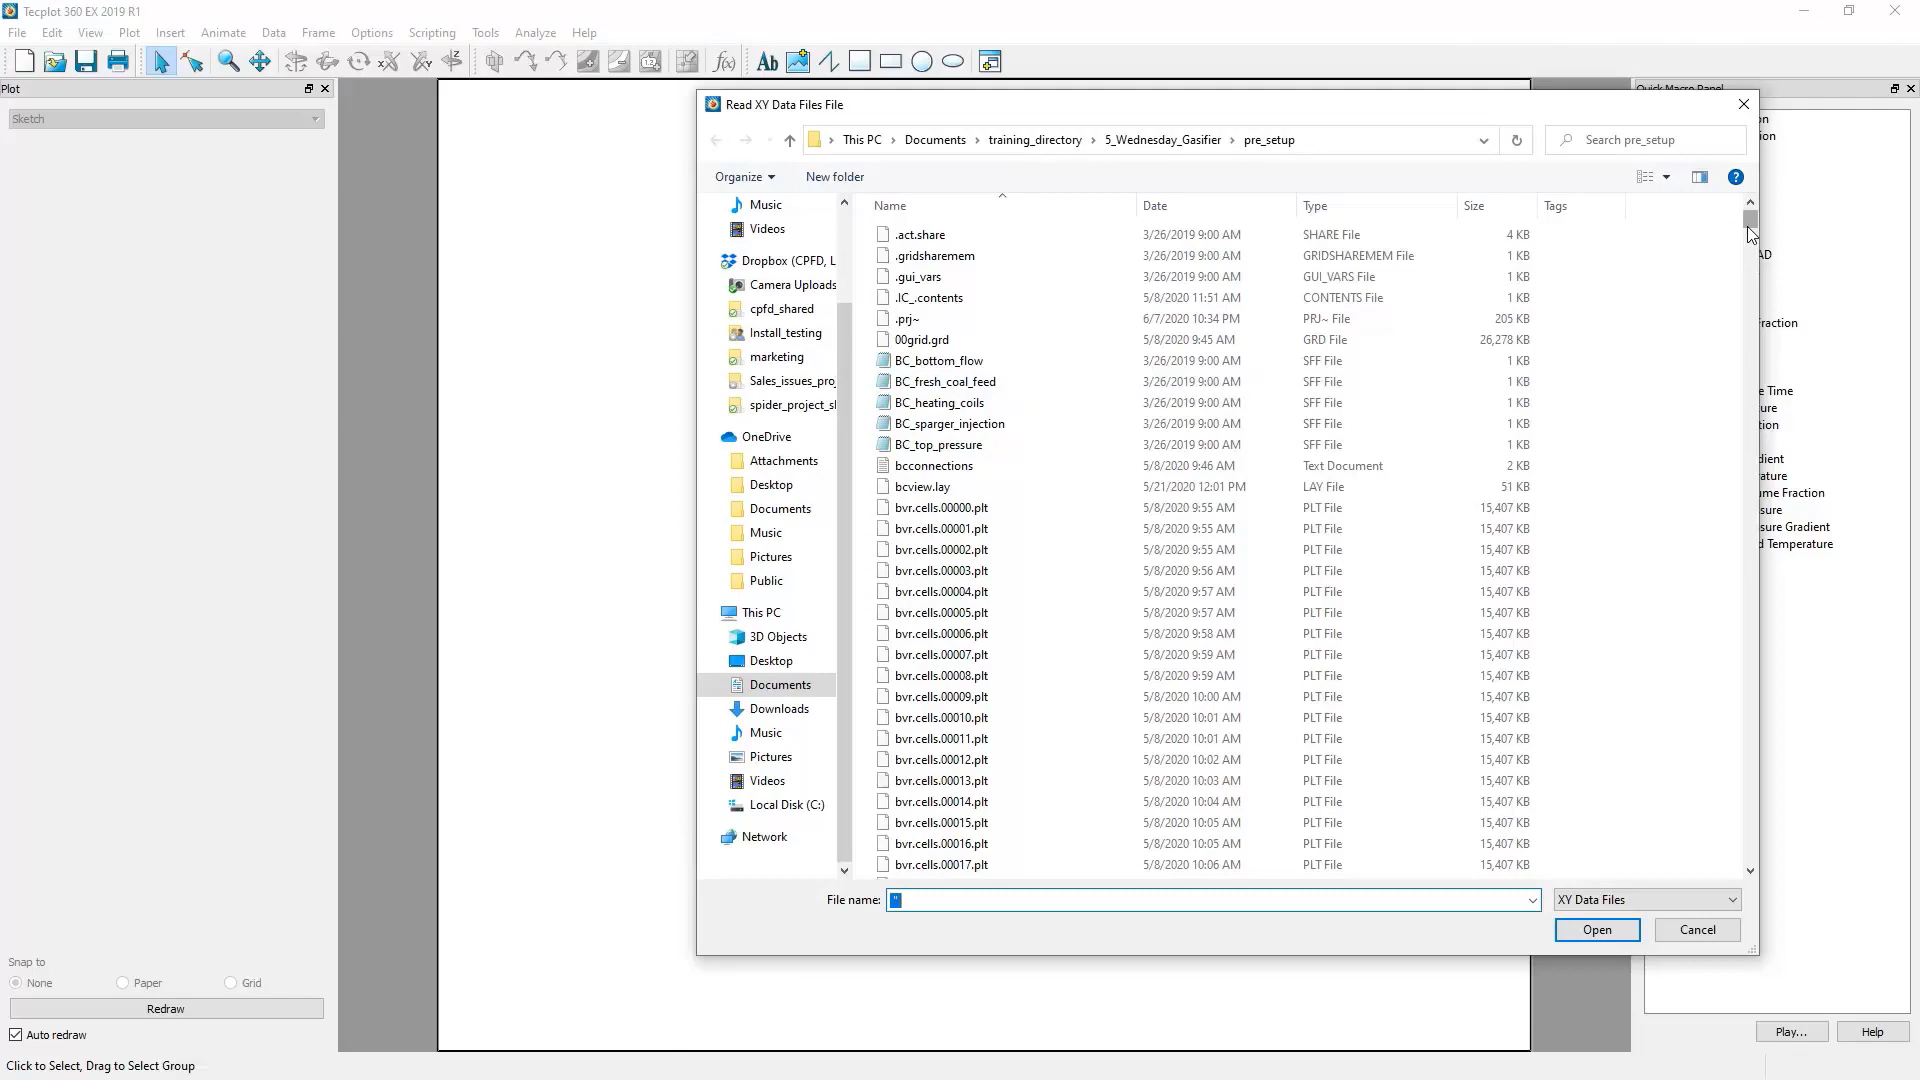 Tecplot 360 EX 2019 R1
File Edit View Plot Insert Animate Data Frame Options Scripting Tools Analyze Help
Plot
Sketch
Snap to
None Paper Grid
Redraw
Auto redraw
Click to Select, Drag to Select Group
Read XY Data Files File
This PC > Documents > training_directory > 5_Wednesday_Gasifier > pre_setup
Search pre_setup
Organize New folder
Music
Videos
Dropbox (CPFD, L
Camera Uploads
cpfd_shared
Install_testing
marketing
Sales_issues_pro
spider_project_sl
OneDrive
Attachments
Desktop
Documents
Music
Pictures
Public
This PC
3D Objects
Desktop
Documents
Downloads
Music
Pictures
Videos
Local Disk (C:)
Network
Name Date Type Size Tags
.act.share 3/26/2019 9:00 AM SHARE File 4 KB
.gridsharemem 3/26/2019 9:00 AM GRIDSHAREMEM File 1 KB
.gui_vars 3/26/2019 9:00 AM GUI_VARS File 1 KB
.IC_.contents 5/8/2020 11:51 AM CONTENTS File 1 KB
.prj~ 6/7/2020 10:34 PM PRJ~ File 205 KB
00grid.grd 5/8/2020 9:45 AM GRD File 26,278 KB
BC_bottom_flow 3/26/2019 9:00 AM SFF File 1 KB
BC_fresh_coal_feed 3/26/2019 9:00 AM SFF File 1 KB
BC_heating_coils 3/26/2019 9:00 AM SFF File 1 KB
BC_sparger_injection 3/26/2019 9:00 AM SFF File 1 KB
BC_top_pressure 3/26/2019 9:00 AM SFF File 1 KB
bcconnections 5/8/2020 9:46 AM Text Document 2 KB
bcview.lay 5/21/2020 12:01 PM LAY File 51 KB
bvr.cells.00000.plt 5/8/2020 9:55 AM PLT File 15,407 KB
bvr.cells.00001.plt 5/8/2020 9:55 AM PLT File 15,407 KB
bvr.cells.00002.plt 5/8/2020 9:55 AM PLT File 15,407 KB
bvr.cells.00003.plt 5/8/2020 9:56 AM PLT File 15,407 KB
bvr.cells.00004.plt 5/8/2020 9:57 AM PLT File 15,407 KB
bvr.cells.00005.plt 5/8/2020 9:57 AM PLT File 15,407 KB
bvr.cells.00006.plt 5/8/2020 9:58 AM PLT File 15,407 KB
bvr.cells.00007.plt 5/8/2020 9:59 AM PLT File 15,407 KB
bvr.cells.00008.plt 5/8/2020 9:59 AM PLT File 15,407 KB
bvr.cells.00009.plt 5/8/2020 10:00 AM PLT File 15,407 KB
bvr.cells.00010.plt 5/8/2020 10:01 AM PLT File 15,407 KB
bvr.cells.00011.plt 5/8/2020 10:01 AM PLT File 15,407 KB
bvr.cells.00012.plt 5/8/2020 10:02 AM PLT File 15,407 KB
bvr.cells.00013.plt 5/8/2020 10:03 AM PLT File 15,407 KB
bvr.cells.00014.plt 5/8/2020 10:04 AM PLT File 15,407 KB
bvr.cells.00015.plt 5/8/2020 10:05 AM PLT File 15,407 KB
bvr.cells.00016.plt 5/8/2020 10:05 AM PLT File 15,407 KB
bvr.cells.00017.plt 5/8/2020 10:06 AM PLT File 15,407 KB
File name: XY Data Files
Open Cancel
Quick Macro Panel
on
ion
AD
raction
e Time
ure
tion
dient
ature
me Fraction
sure
sure Gradient
d Temperature
Play... Help